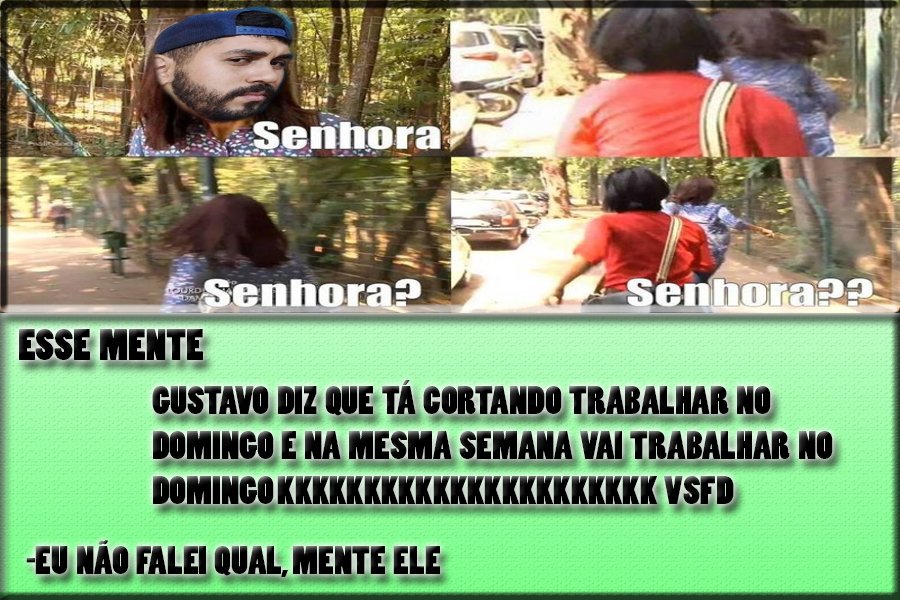 Senhora
Senhora?
Senhora??
ESSE MENTE
GUSTAVO DIZ QUE TÁ CORTANDO TRABALHAR NO
DOMINGO E NA MESMA SEMANA VAI TRABALHAR NO
DOMINGO KKKKKKKKKKKKKKKKKKKKKK VSFD
-EU NÃO FALEI QUAL, MENTE ELE